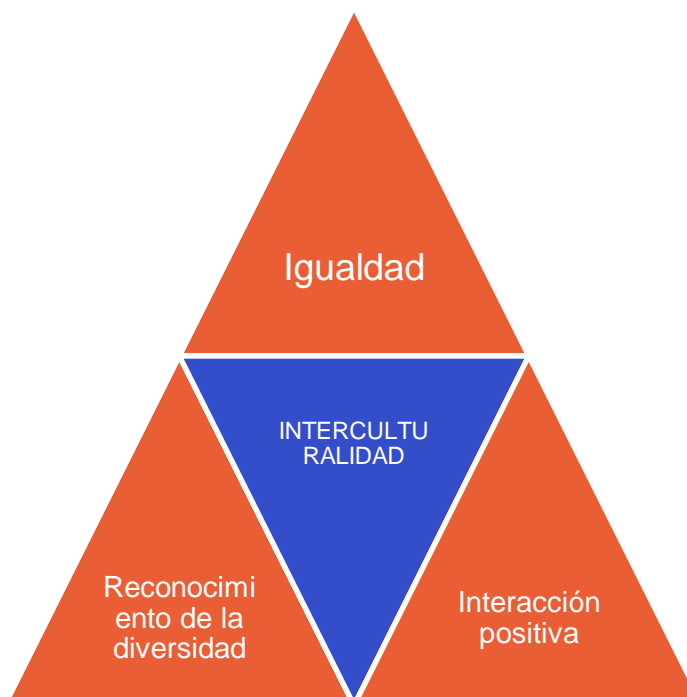 Igualdad
INTERCULTU
RALIDAD
Reconocimi
ento de la
diversidad
Interacción
positiva